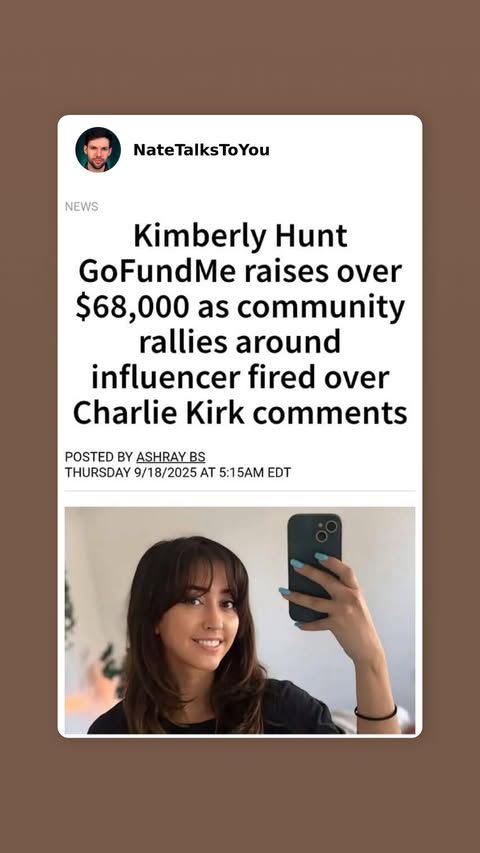 NateTalksToYou
NEWS
Kimberly Hunt
GoFundMe raises over
$68,000 as community
rallies around
influencer fired over
Charlie Kirk comments
POSTED BY ASHRAY BS
THURSDAY 9/18/2025 AT 5:15AM EDT